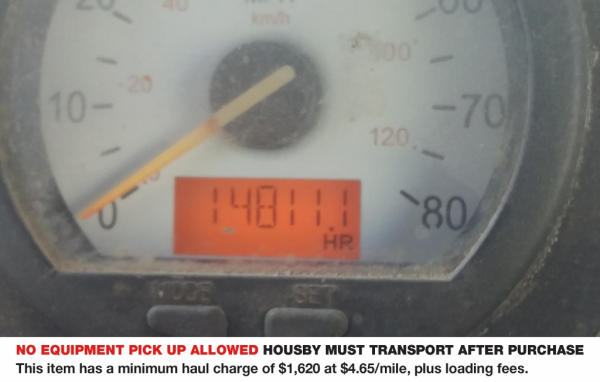 20 40 MPH 60
km/h
100
20
10 70
120
0 80
14811.1
HR
MODE SET
NO EQUIPMENT PICK UP ALLOWED HOUSBY MUST TRANSPORT AFTER PURCHASE
This item has a minimum haul charge of $1,620 at $4.65/mile, plus loading fees.